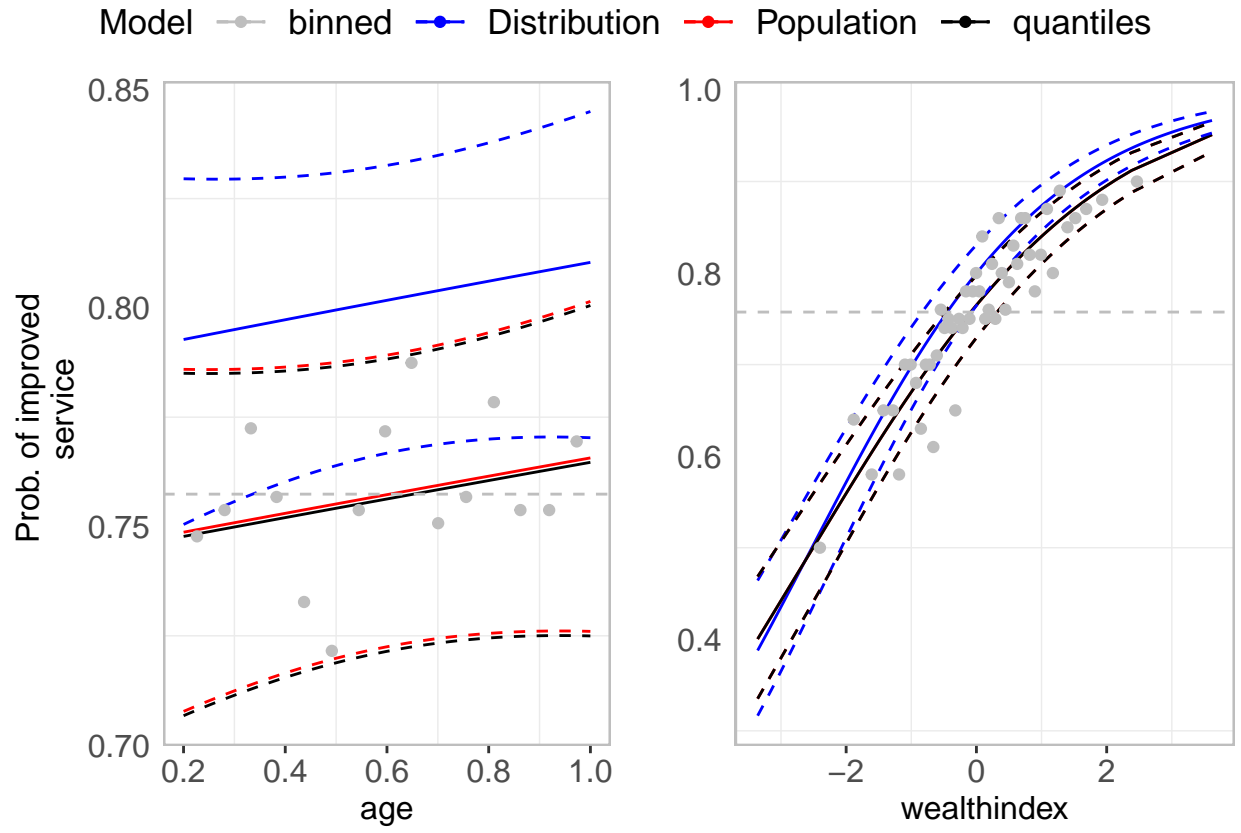 Model binned Distribution Population quantiles
Prob. of improved
service
0.85
0.80
0.75
0.70
0.2 0.4 0.6 0.8 1.0
age
1.0
0.8
0.6
0.4
−2 0 2
wealthindex